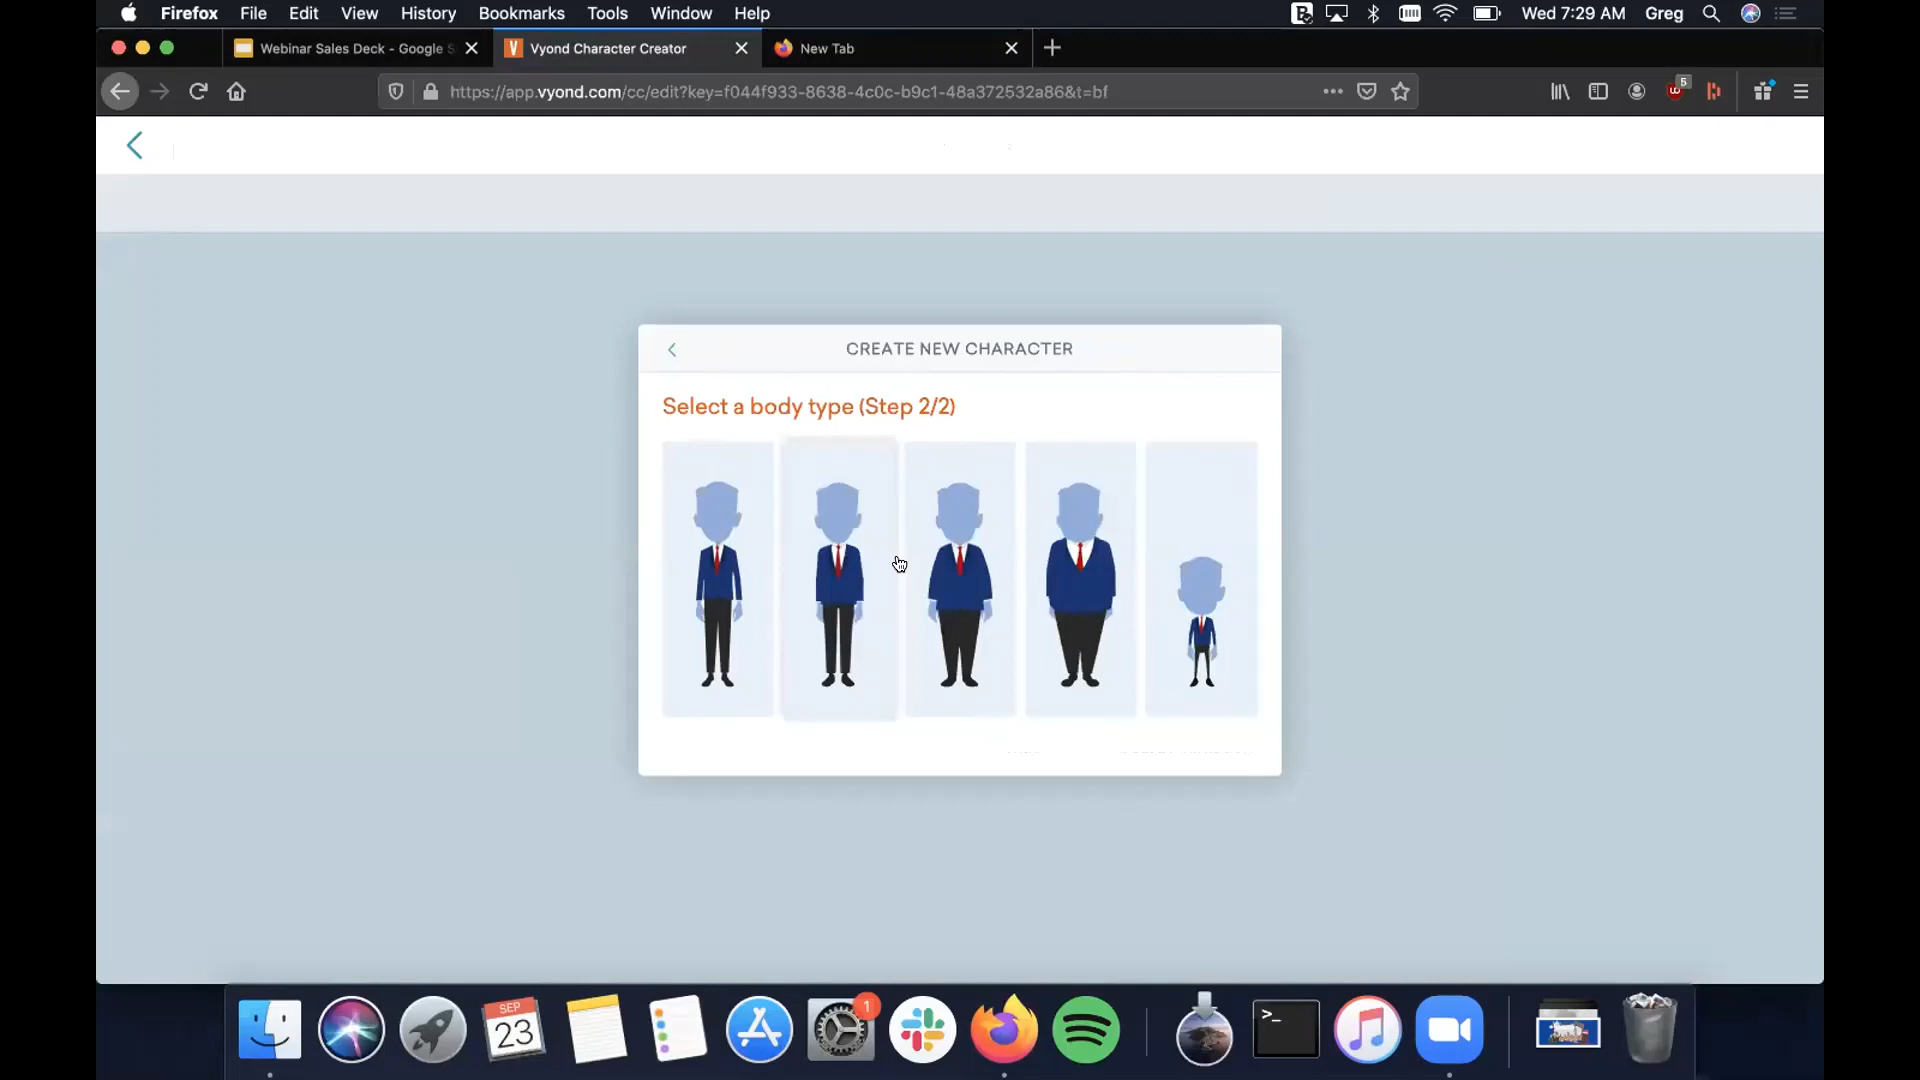 Firefox File Edit View History Bookmarks Tools Window Help Wed 7:29 AM Greg
Webinar Sales Deck - Google S Vyond Character Creator New Tab
https://app.vyond.com/cc/edit?key=f044f933-8638-4c0c-b9c1-48a372532a86&t=bf 5
CREATE NEW CHARACTER
Select a body type (Step 2/2)
SEP
23
1
>_